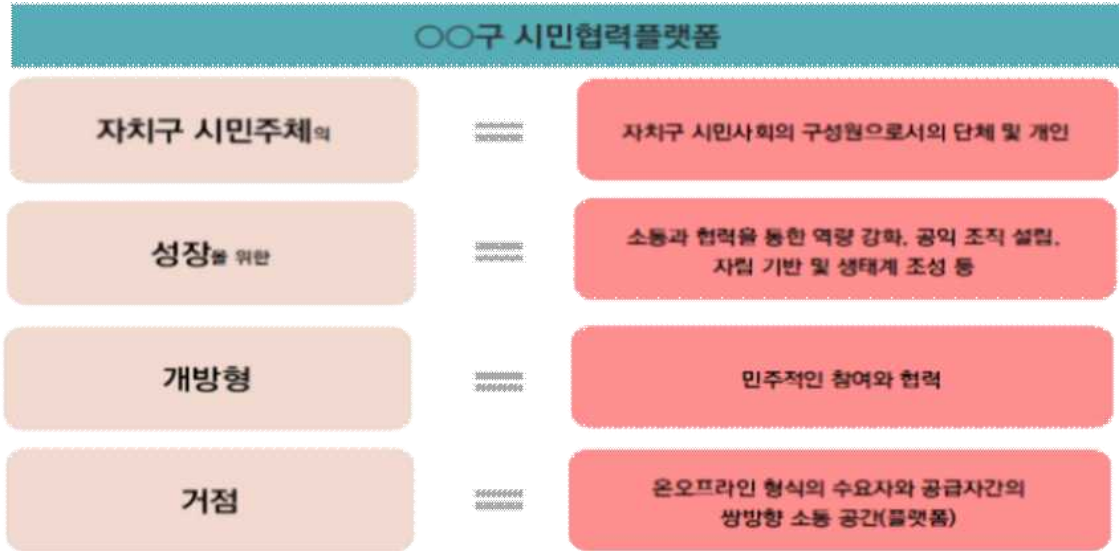 ○○구 시민협력플랫폼
자치구 시민주체의
자치구 시민사회의 구성원으로서의 단체 및 개인
성장을 위한
소통과 협력을 통한 역량 강화, 공익 조직 설립,
자립 기반 및 생태계 조성 등
개방형
민주적인 참여와 협력
거점
온오프라인 형식의 수요자와 공급자간의
쌍방향 소통 공간(플랫폼)